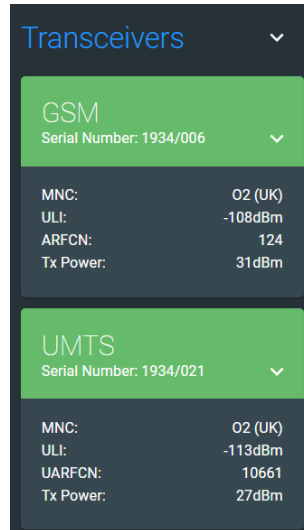 Transceivers
GSM
Serial Number: 1934/006
MNC: O2 (UK)
ULI: -108dBm
ARFCN: 124
Tx Power: 31dBm
UMTS
Serial Number: 1934/021
MNC: O2 (UK)
ULI: -113dBm
UARFCN: 10661
Tx Power: 27dBm